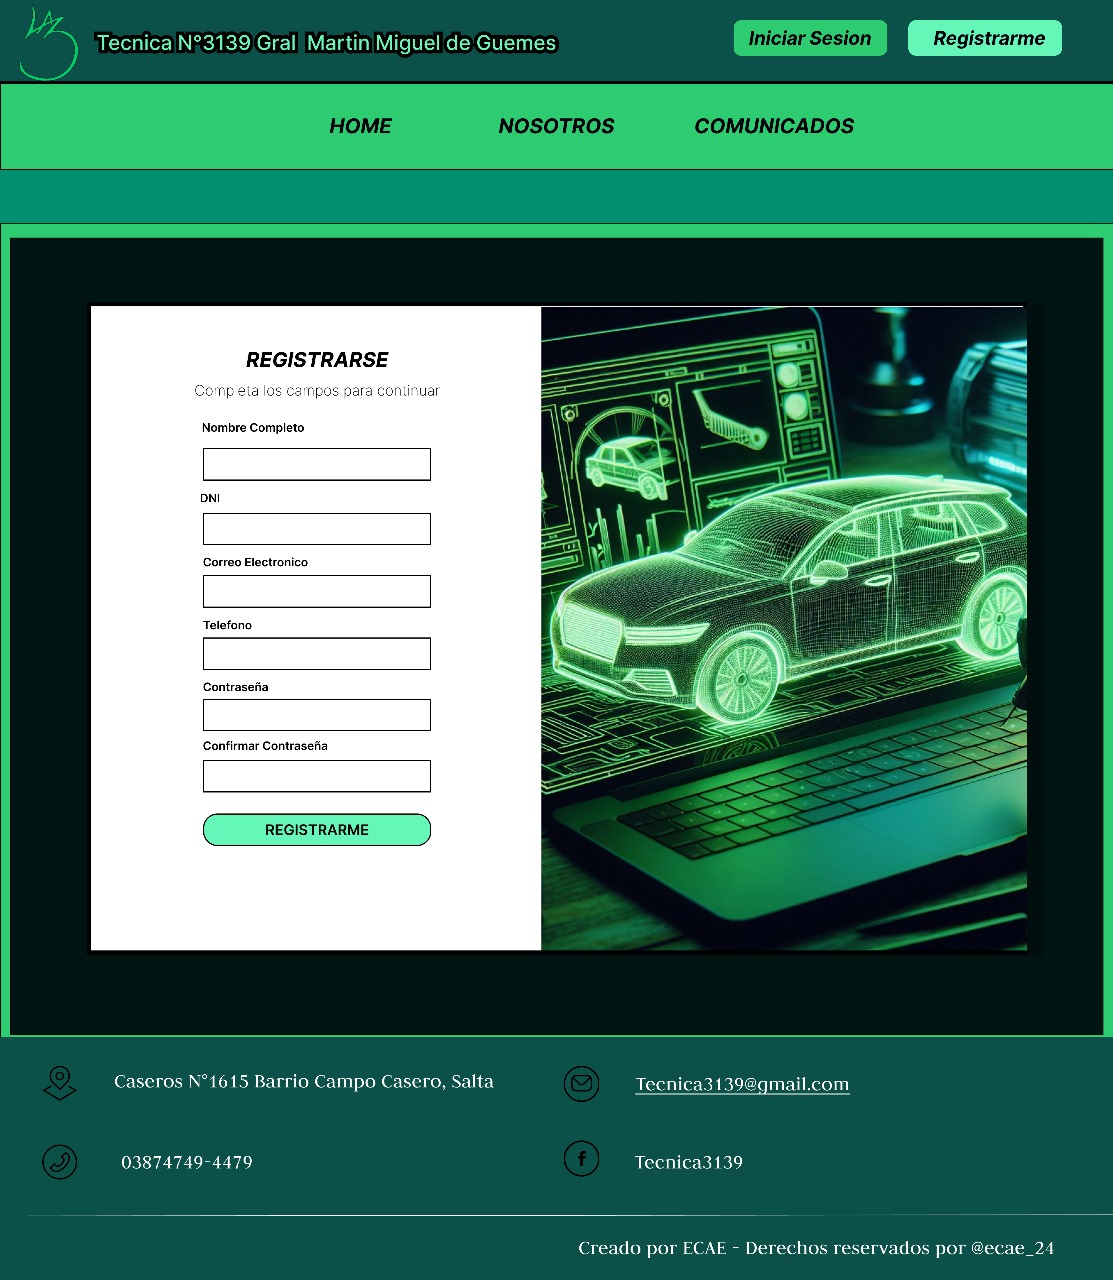 Tecnica N°3139 Gral Martin Miguel de Guemes
Iniciar Sesion
Registrarme
HOME
NOSOTROS
COMUNICADOS
REGISTRARSE
Completa los campos para continuar
Nombre Completo
DNI
Correo Electronico
Telefono
Contraseña
Confirmar Contraseña
REGISTRARME
Caseros N°1615 Barrio Campo Casero, Salta
Tecnica3139@gmail.com
03874749-4479
Tecnica3139
Creado por ECAE - Derechos reservados por @ecae_24